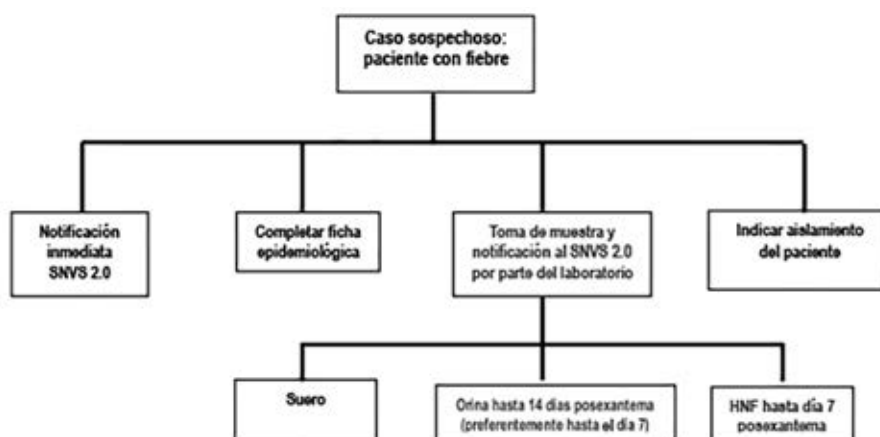 Caso sospechoso:
paciente con fiebre
Notificación
inmediata
SNVS 2.0
Completar ficha
epidemiológica
Toma de muestra y
notificación al SNVS 2.0
por parte del laboratorio
Indicar aislamiento
del paciente
Suero
Orina hasta 14 dias posexantema
(preferentemente hasta el día 7)
HNF hasta día 7
posexantema